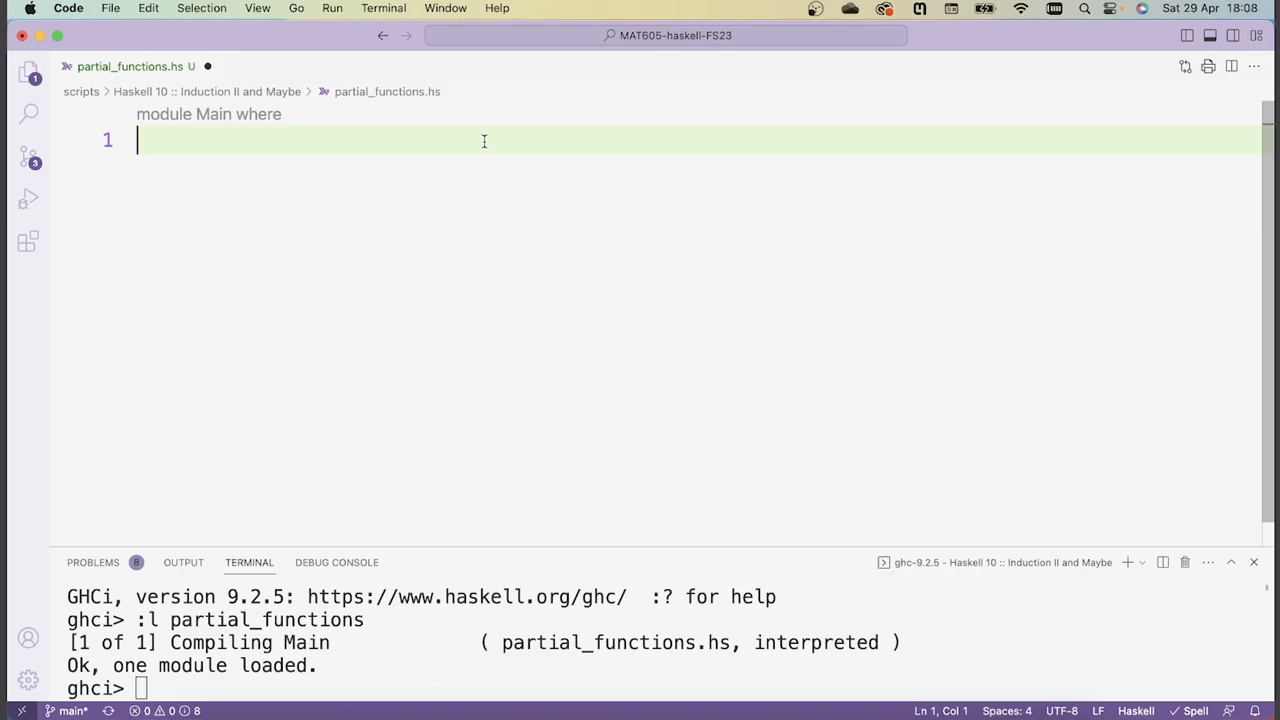 Code File Edit Selection View Go Run Terminal Window Help Sat 29 Apr 18:08
MAT605-haskell-FS23
partial_functions.hs U
scripts > Haskell 10 :: Induction II and Maybe > partial_functions.hs
module Main where
1
1
3
PROBLEMS 8 OUTPUT TERMINAL DEBUG CONSOLE ghc-9.2.5 - Haskell 10 :: Induction II and Maybe
GHCi, version 9.2.5: https://www.haskell.org/ghc/  :? for help
ghci> :l partial_functions
[1 of 1] Compiling Main             ( partial_functions.hs, interpreted )
Ok, one module loaded.
ghci>
main* 0 0 8 Ln 1, Col 1 Spaces: 4 UTF-8 LF Haskell Spell